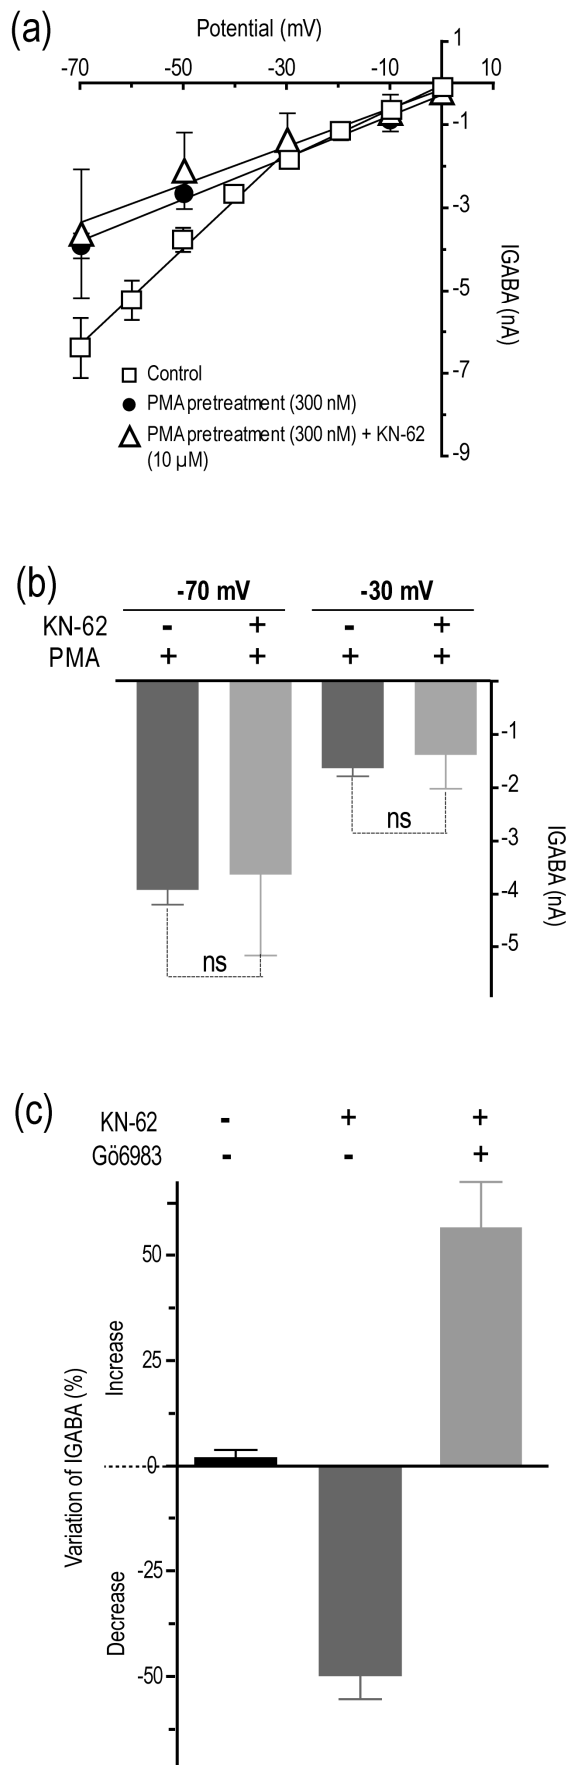 (a)
Potential (mV)
-70 -50 -30 -10 10
1
-1
-3
-5
-7
-9
IGABA (nA)
Control
PMA pretreatment (300 nM)
PMA pretreatment (300 nM) + KN-62
(10 µM)
(b)
-70 mV -30 mV
KN-62 - + - +
PMA + + + +
-1
-2
-3
-4
-5
IGABA (nA)
ns
ns
(c)
KN-62 - + +
Gö6983 - - +
50
25
0
-25
-50
Variation of IGABA (%)
Increase
Decrease